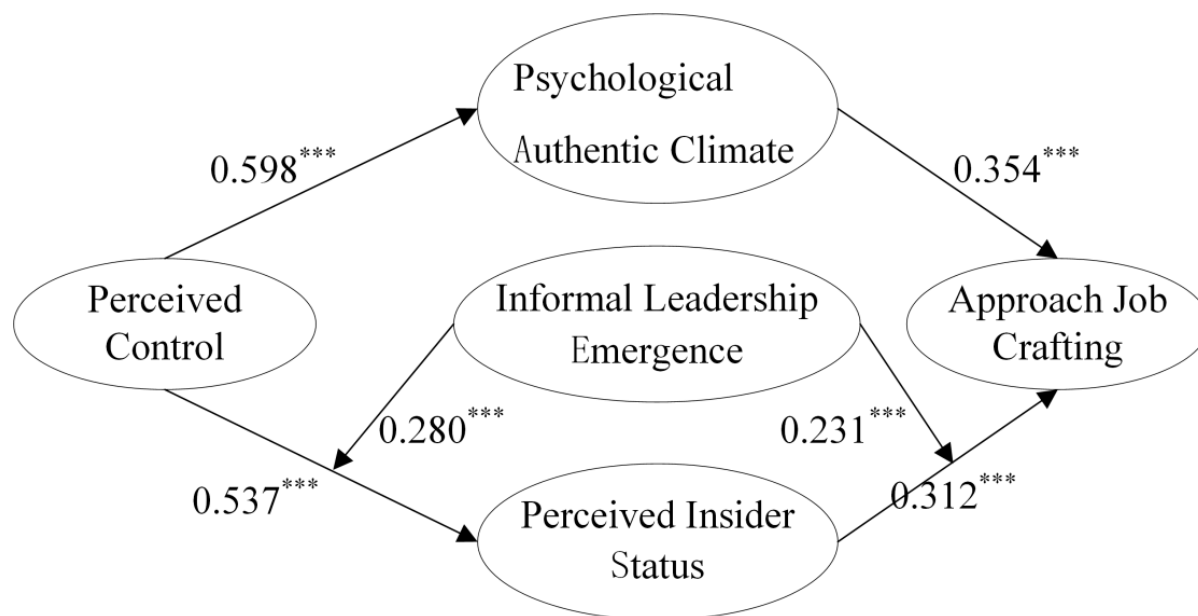 Psychological
Authentic Climate
0.598***
0.354***
Perceived
Control
Informal Leadership
Emergence
Approach Job
Crafting
0.280***
0.231***
0.537***
0.312***
Perceived Insider
Status